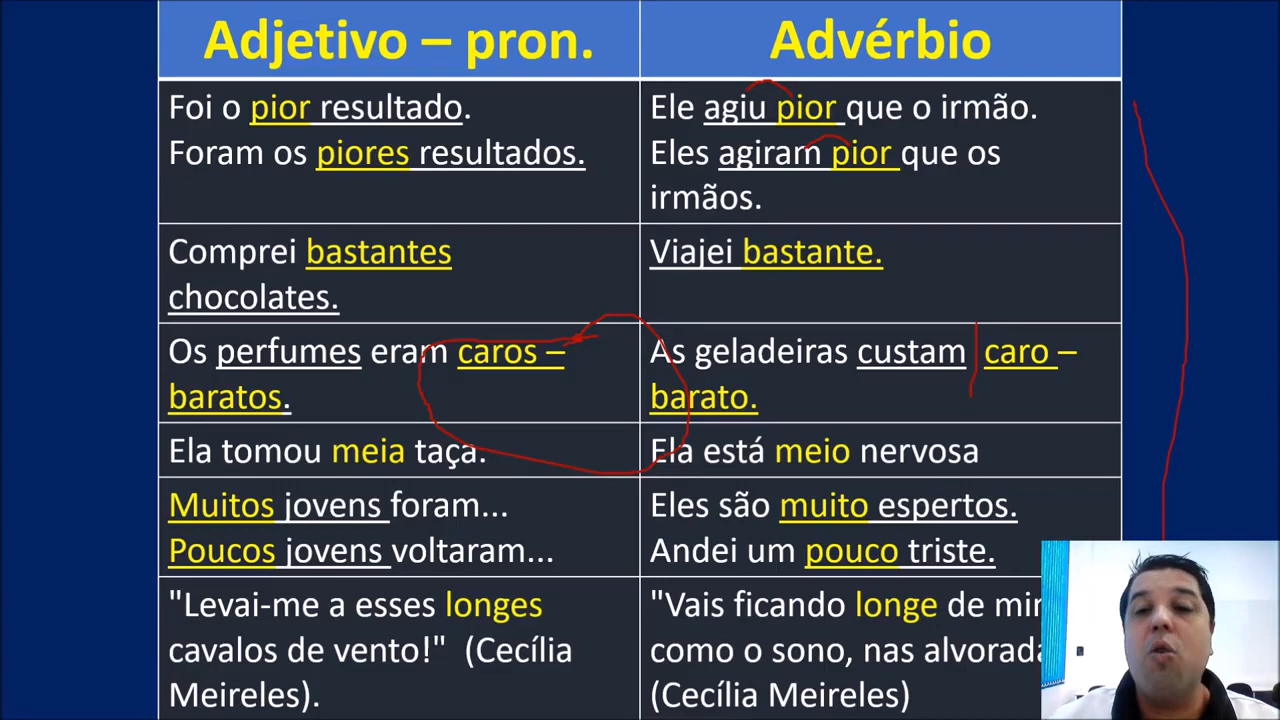 Adjetivo – pron.
Advérbio
Foi o pior resultado.
Foram os piores resultados.
Ele agiu pior que o irmão.
Eles agiram pior que os
irmãos.
Comprei bastantes
chocolates.
Viajei bastante.
Os perfumes eram caros –
baratos.
As geladeiras custam caro –
barato.
Ela tomou meia taça.
Ela está meio nervosa
Muitos jovens foram...
Poucos jovens voltaram...
Eles são muito espertos.
Andei um pouco triste.
"Levai-me a esses longes
cavalos de vento!" (Cecília
Meireles).
"Vais ficando longe de
como o sono, nas
(Cecília Meireles)